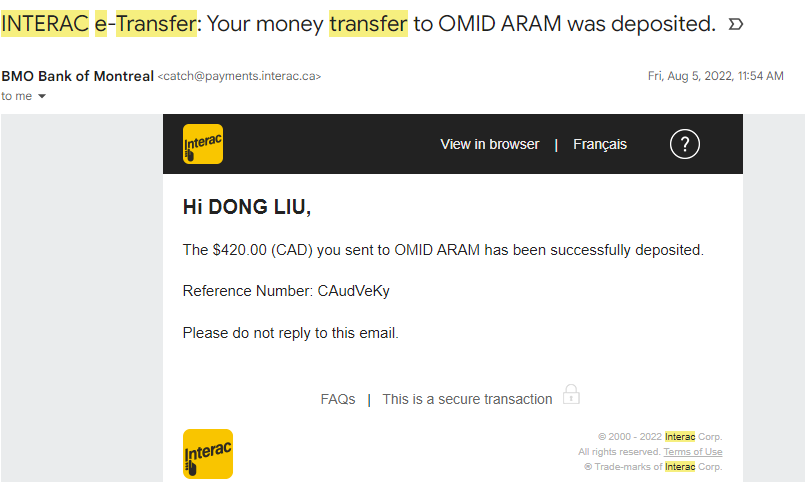 INTERAC e-Transfer: Your money transfer to OMID ARAM was deposited.
BMO Bank of Montreal <catch@payments.interac.ca> Fri, Aug 5, 2022, 11:54 AM
to me
Interac View in browser | Français ?
Hi DONG LIU,
The $420.00 (CAD) you sent to OMID ARAM has been successfully deposited.
Reference Number: CAudVeKy
Please do not reply to this email.
FAQs | This is a secure transaction
© 2000 - 2022 Interac Corp.
Interac All rights reserved. Terms of Use
® Trade-marks of Interac Corp.